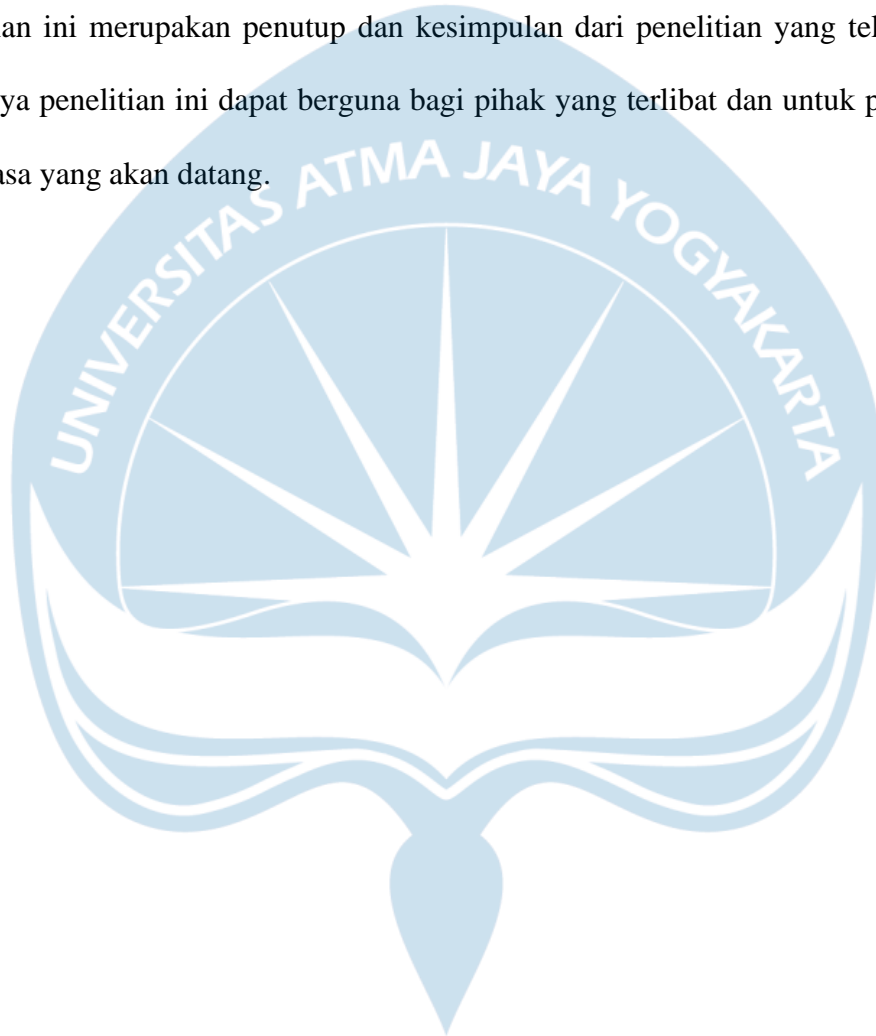 an ini merupakan penutup dan kesimpulan dari penelitian yang tel
ya penelitian ini dapat berguna bagi pihak yang terlibat dan untuk p
asa yang akan datang.
UNIVERSITAS ATMA JAYA YOGYAKARTA